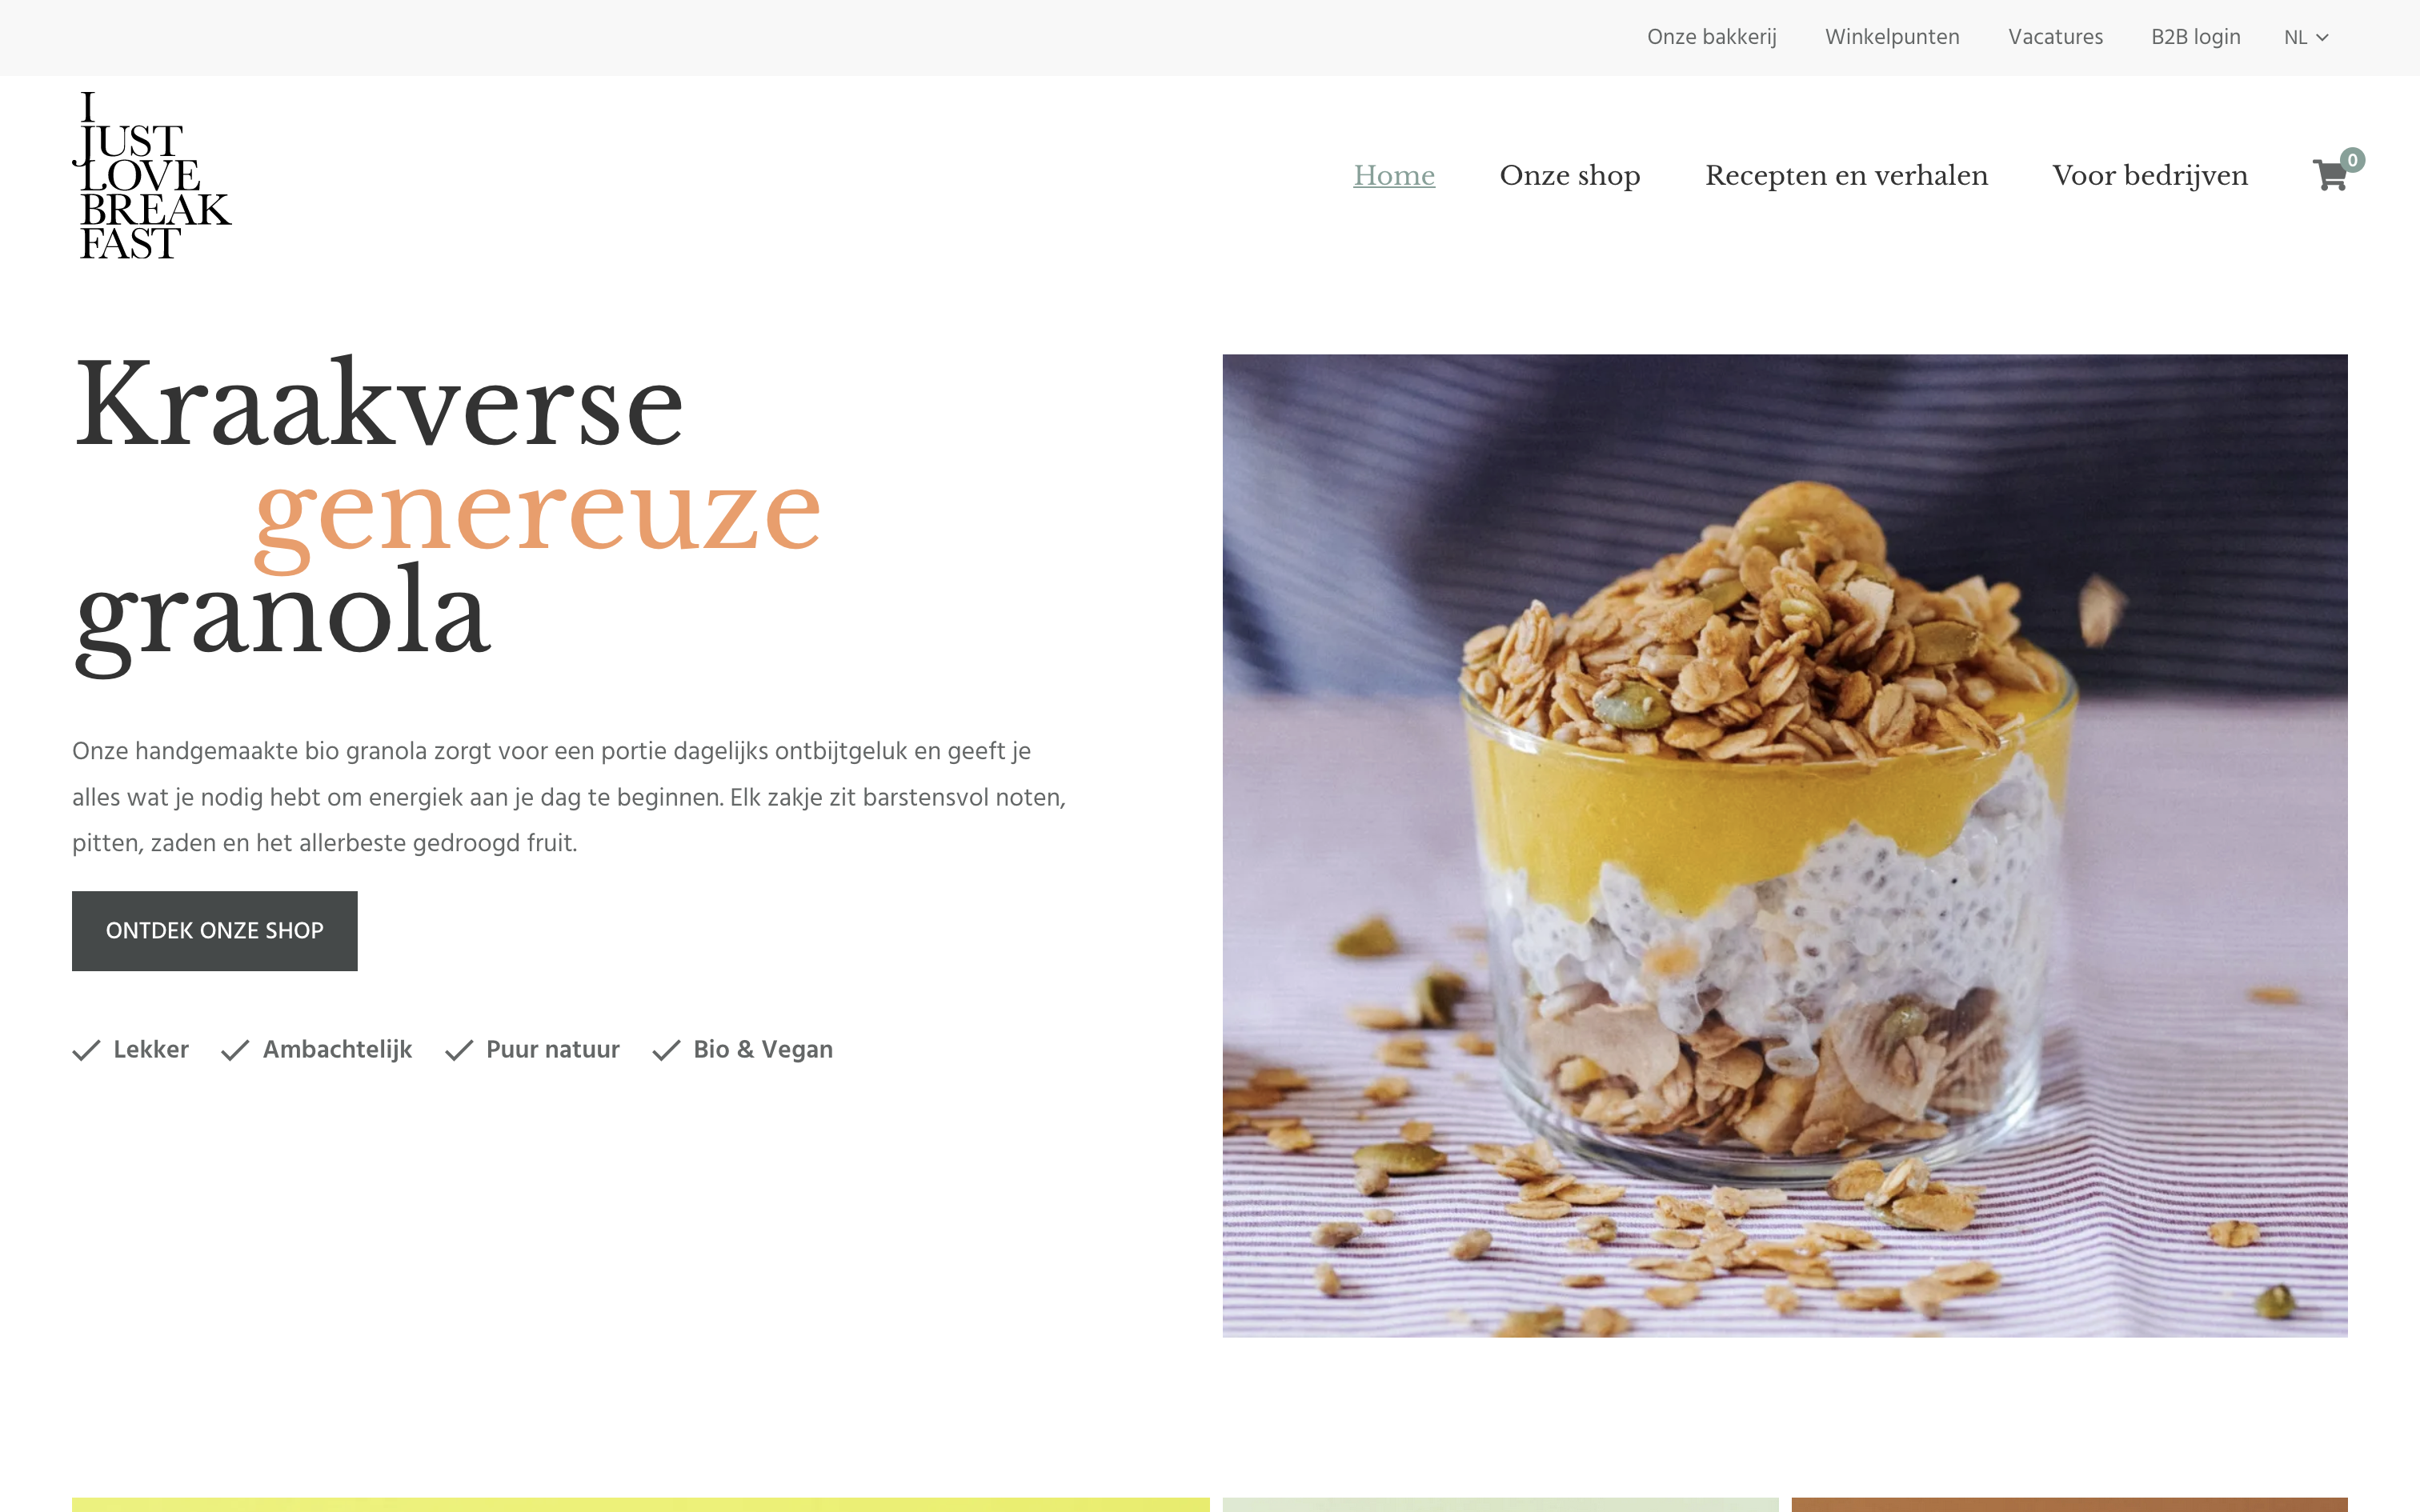 Onze bakkerij Winkelpunten Vacatures B2B login NL
I
JUST
LOVE
BREAK
FAST
Home Onze shop Recepten en verhalen Voor bedrijven 0
Kraakverse
genereuze
granola
Onze handgemaakte bio granola zorgt voor een portie dagelijks ontbijtgeluk en geeft je
alles wat je nodig hebt om energiek aan je dag te beginnen. Elk zakje zit barstensvol noten,
pitten, zaden en het allerbeste gedroogd fruit.
ONTDEK ONZE SHOP
Lekker Ambachtelijk Puur natuur Bio & Vegan